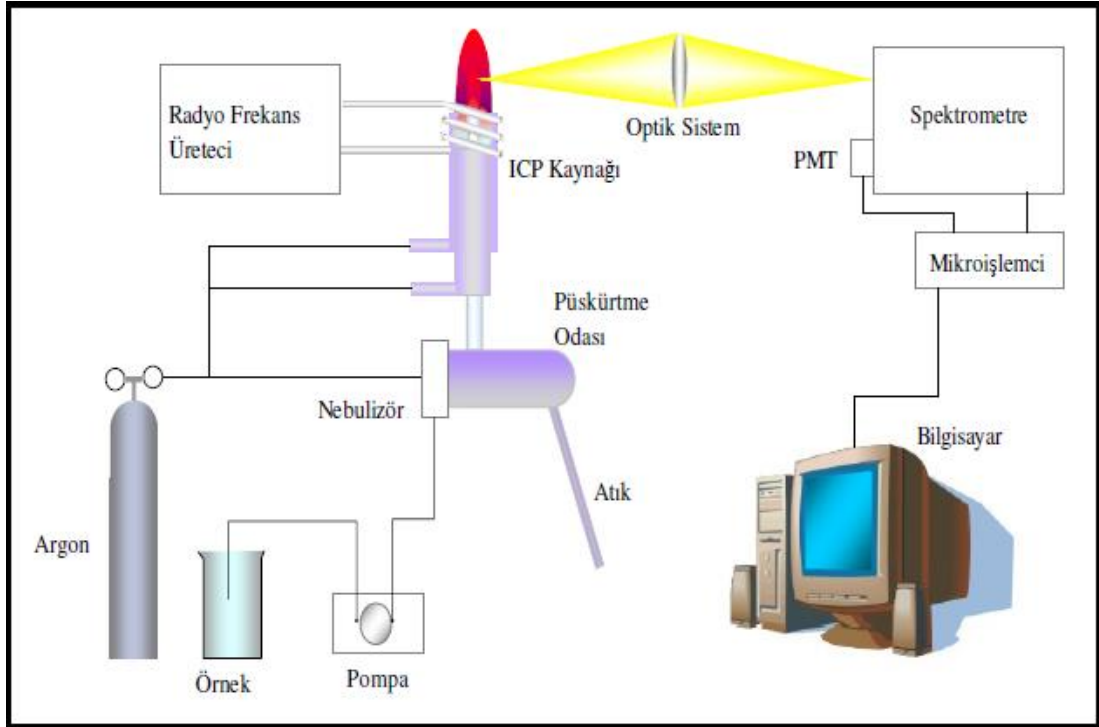 Radyo Frekans
Üreteci
ICP Kaynağı
Optik Sistem
Spektrometre
PMT
Mikroişlemci
Püskürtme
Odası
Nebulizör
Bilgisayar
Atık
Argon
Örnek
Pompa